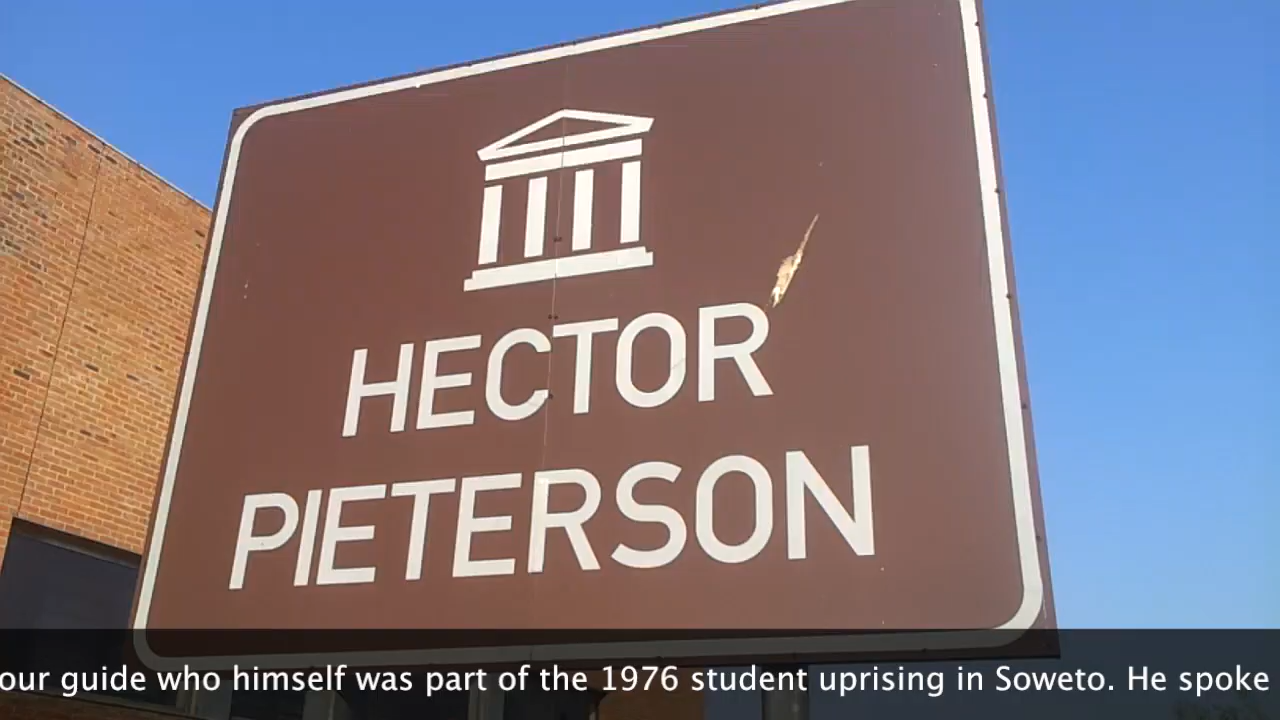 HECTOR
PIETERSON
our guide who himself was part of the 1976 student uprising in Soweto. He spoke